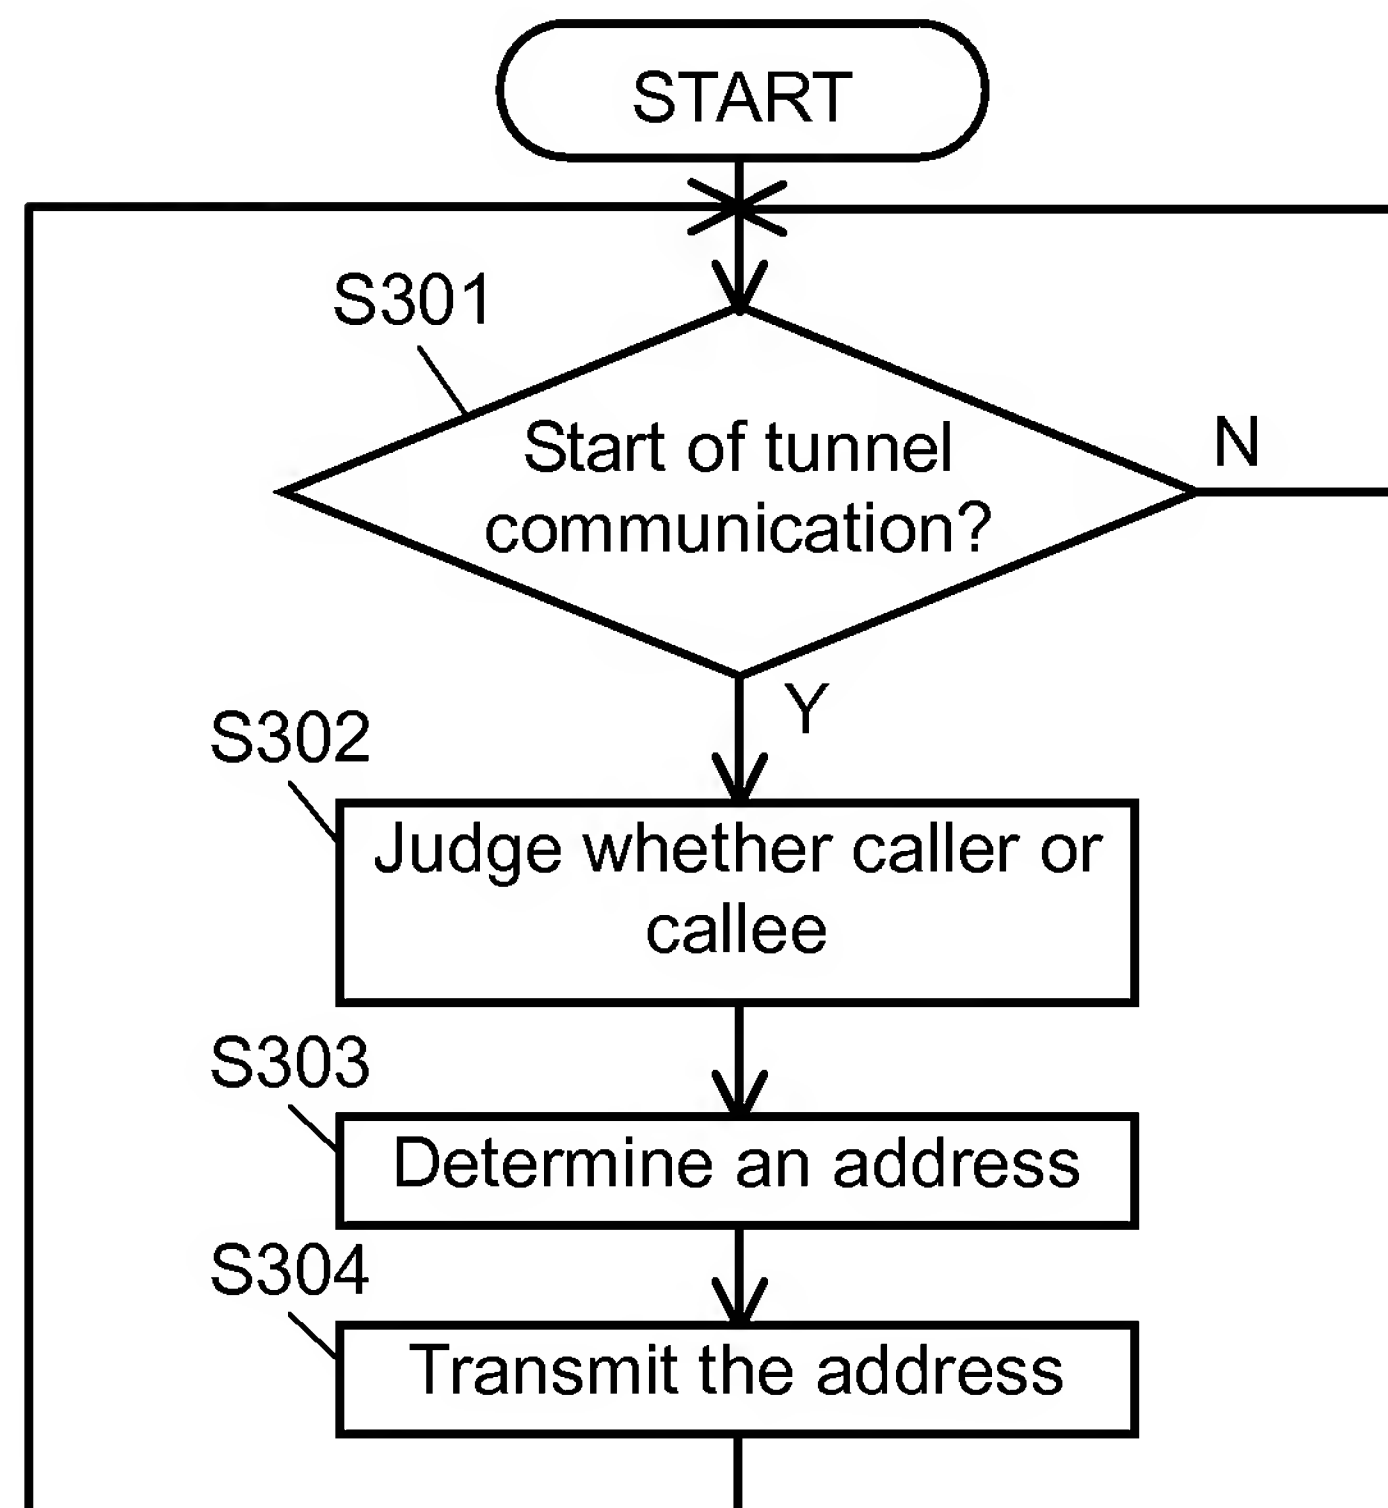 START
S301
Start of tunnel
communication?
N
Y
S302
Judge whether caller or
callee
S303
Determine an address
S304
Transmit the address